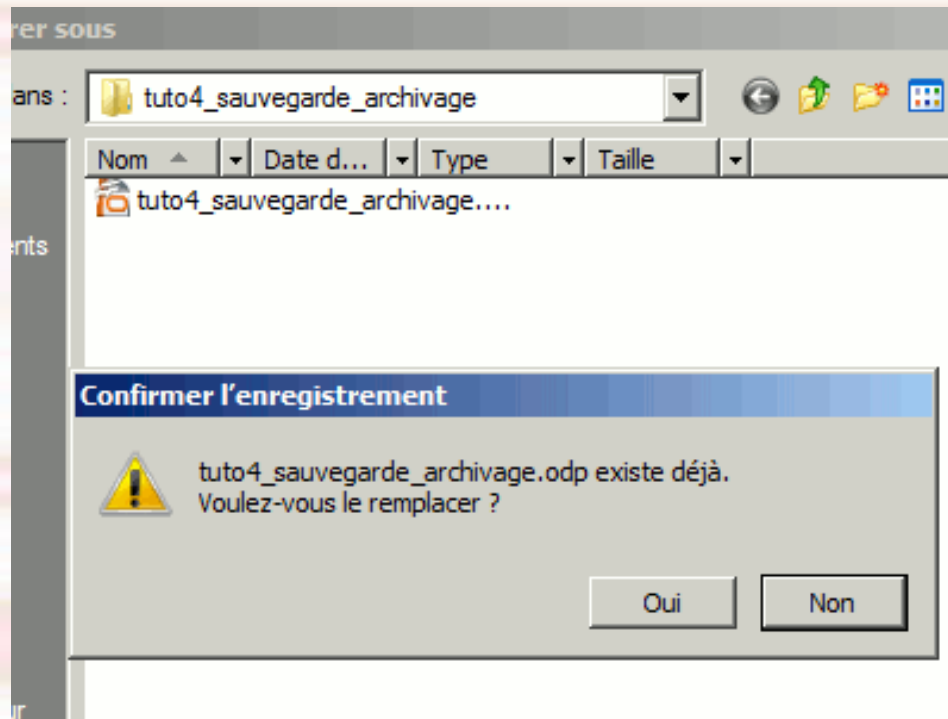 rer sous
ans : tuto4_sauvegarde_archivage
Nom Date d... Type Taille
tuto4_sauvegarde_archivage....
ents
Confirmer l'enregistrement
tuto4_sauvegarde_archivage.odp existe déjà.
Voulez-vous le remplacer ?
Oui Non
ur